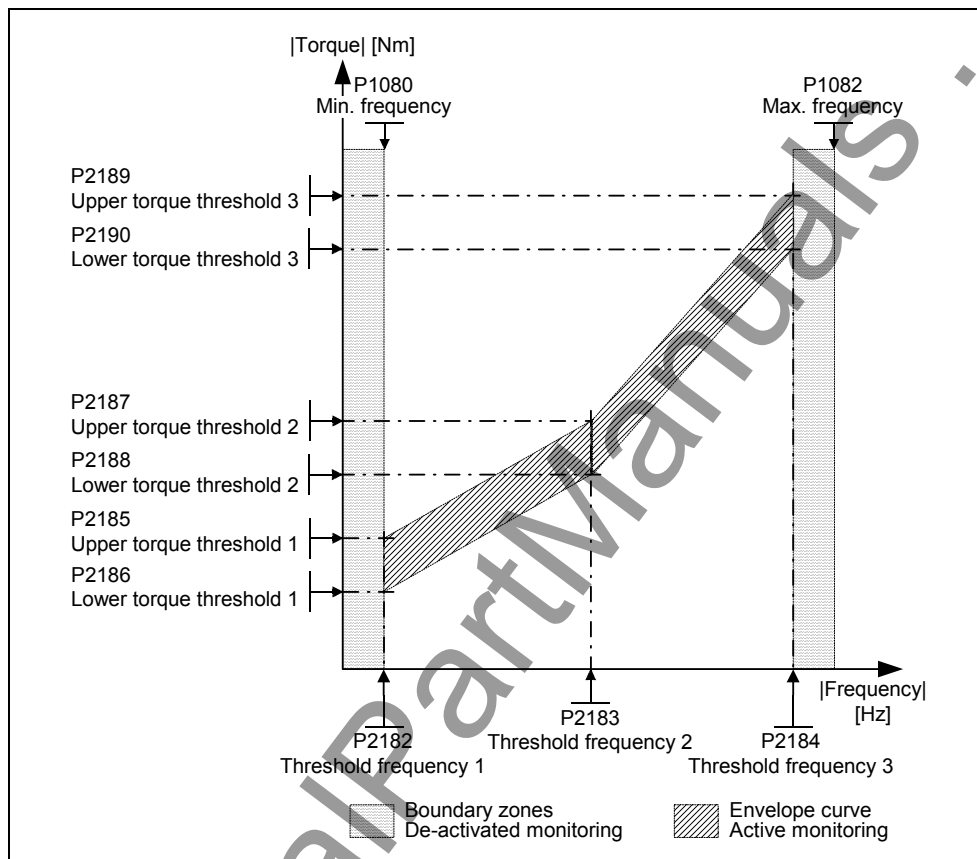 |Torque| [Nm]
P1080
Min. frequency
P1082
Max. frequency
P2189
Upper torque threshold 3
P2190
Lower torque threshold 3
P2187
Upper torque threshold 2
P2188
Lower torque threshold 2
P2185
Upper torque threshold 1
P2186
Lower torque threshold 1
|Frequency|
[Hz]
P2182
Threshold frequency 1
P2183
Threshold frequency 2
P2184
Threshold frequency 3
Boundary zones
De-activated monitoring
Envelope curve
Active monitoring
alPartManuals .